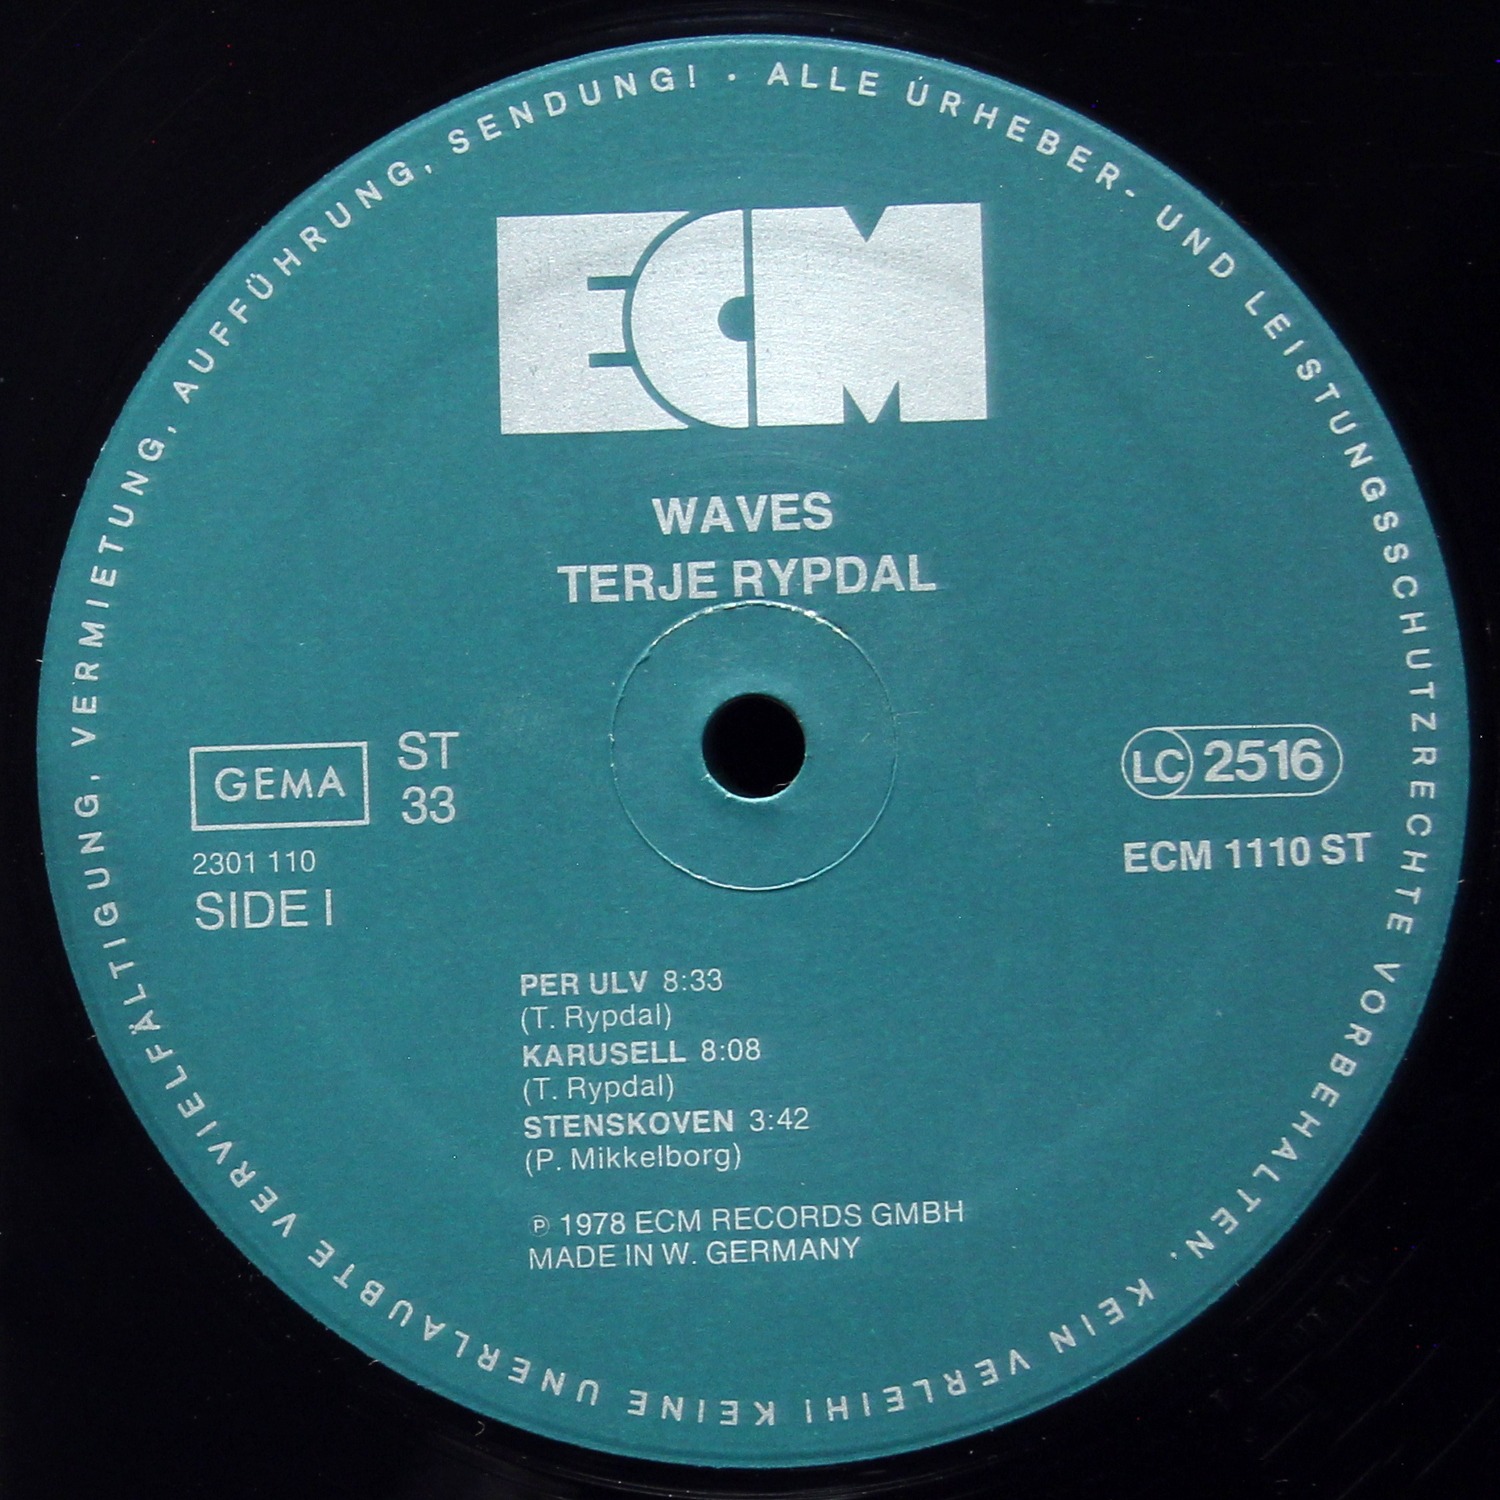 ALLE URHEBER- UND LEISTUNGSSCHUTZRECHTE VORBEHALTEN, KEIN VERLEIH! KEINE UNERLAUBTE VERVIELFÄLTIGUNG, VERMIETUNG, AUFFÜHRUNG, SENDUNG! ·
ECM
WAVES
TERJE RYPDAL
GEMA
ST
33
2301 110
SIDE I
LC 2516
ECM 1110 ST
PER ULV 8:33
(T. Rypdal)
KARUSELL 8:08
(T. Rypdal)
STENSKOVEN 3:42
(P. Mikkelborg)
℗ 1978 ECM RECORDS GMBH
MADE IN W. GERMANY